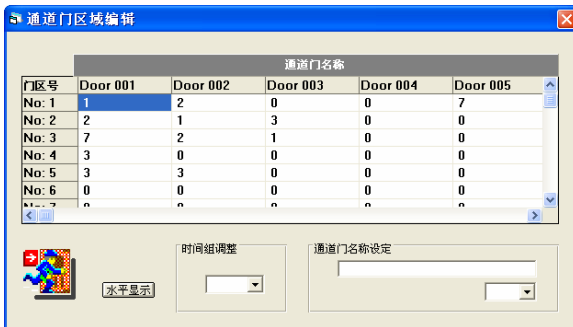 通道门区域编辑
通道门名称
门区号 Door 001 Door 002 Door 003 Door 004 Door 005
No: 1 1 2 0 0 7
No: 2 2 1 3 0 0
No: 3 7 2 1 0 0
No: 4 3 0 0 0 0
No: 5 3 3 0 0 0
No: 6 0 0 0 0 0
时间组调整 通道门名称设定
水平显示